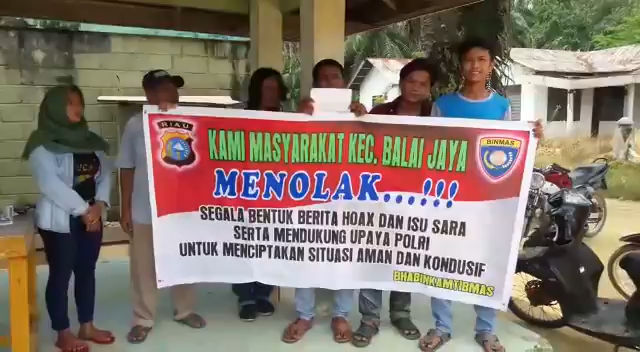 RIAU
KAMI MASYARAKAT KEC. BALAI JAYA
BINMAS
MENOLAK...!!!
SEGALA BENTUK BERITA HOAX DAN ISU SARA
SERTA MENDUKUNG UPAYA POLRI
UNTUK MENCIPTAKAN SITUASI AMAN DAN KONDUSIF
BHABINKAMTIBMAS